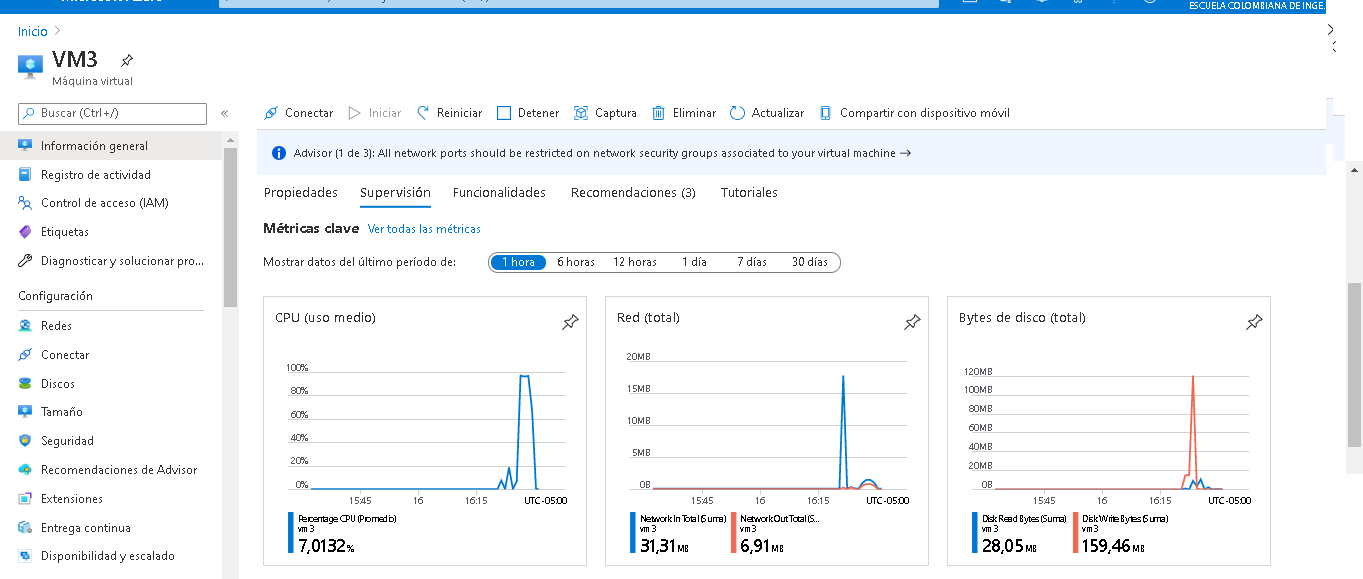 ESCUELA COLOMBIANA DE INGE.
Inicio >
VM3
Máquina virtual
Buscar (Ctrl+/)
«
Conectar
Iniciar
Reiniciar
Detener
Captura
Eliminar
Actualizar
Compartir con dispositivo móvil
Advisor (1 de 3): All network ports should be restricted on network security groups associated to your virtual machine →
Información general
Registro de actividad
Control de acceso (IAM)
Etiquetas
Diagnosticar y solucionar pro...
Configuración
Redes
Conectar
Discos
Tamaño
Seguridad
Recomendaciones de Advisor
Extensiones
Entrega continua
Disponibilidad y escalado
Propiedades
Supervisión
Funcionalidades
Recomendaciones (3)
Tutoriales
Métricas clave Ver todas las métricas
Mostrar datos del último período de:
1 hora
6 horas
12 horas
1 día
7 días
30 días
CPU (uso medio)
100%
80%
60%
40%
20%
0%
15:45 16 16:15 UTC-05:00
Percentage CPU (Promedio)
vm3
7,0132%
Red (total)
20MB
15MB
10MB
5MB
0B
15:45 16 16:15 UTC-05:00
Network In Total (Suma)
vm3
31,31 MB
Network Out Total (S...
vm3
6,91 MB
Bytes de disco (total)
120MB
100MB
80MB
60MB
40MB
20MB
0B
15:45 16 16:15 UTC-05:00
Disk Read Bytes (Suma)
vm3
28,05 MB
Disk Write Bytes (Suma)
vm3
159,46 MB